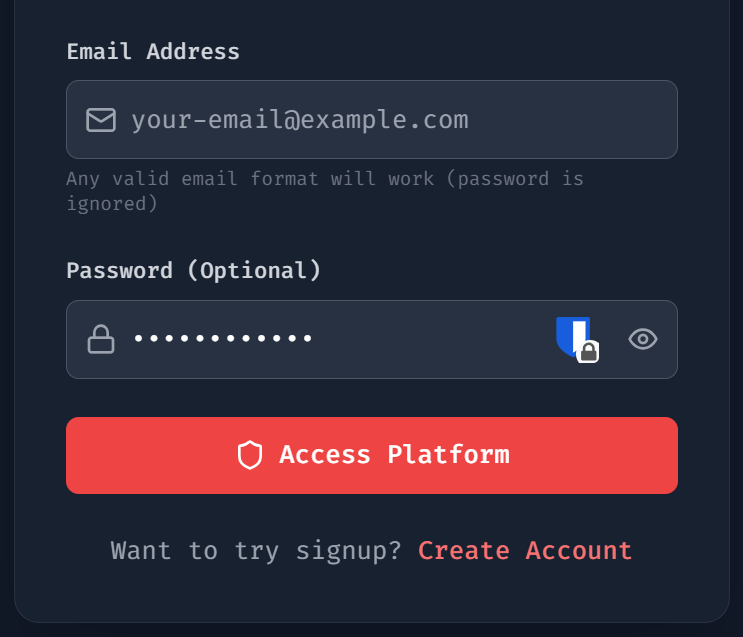 Email Address
your-email@example.com
Any valid email format will work (password is
ignored)
Password (Optional)
••••••••••••
Access Platform
Want to try signup? Create Account